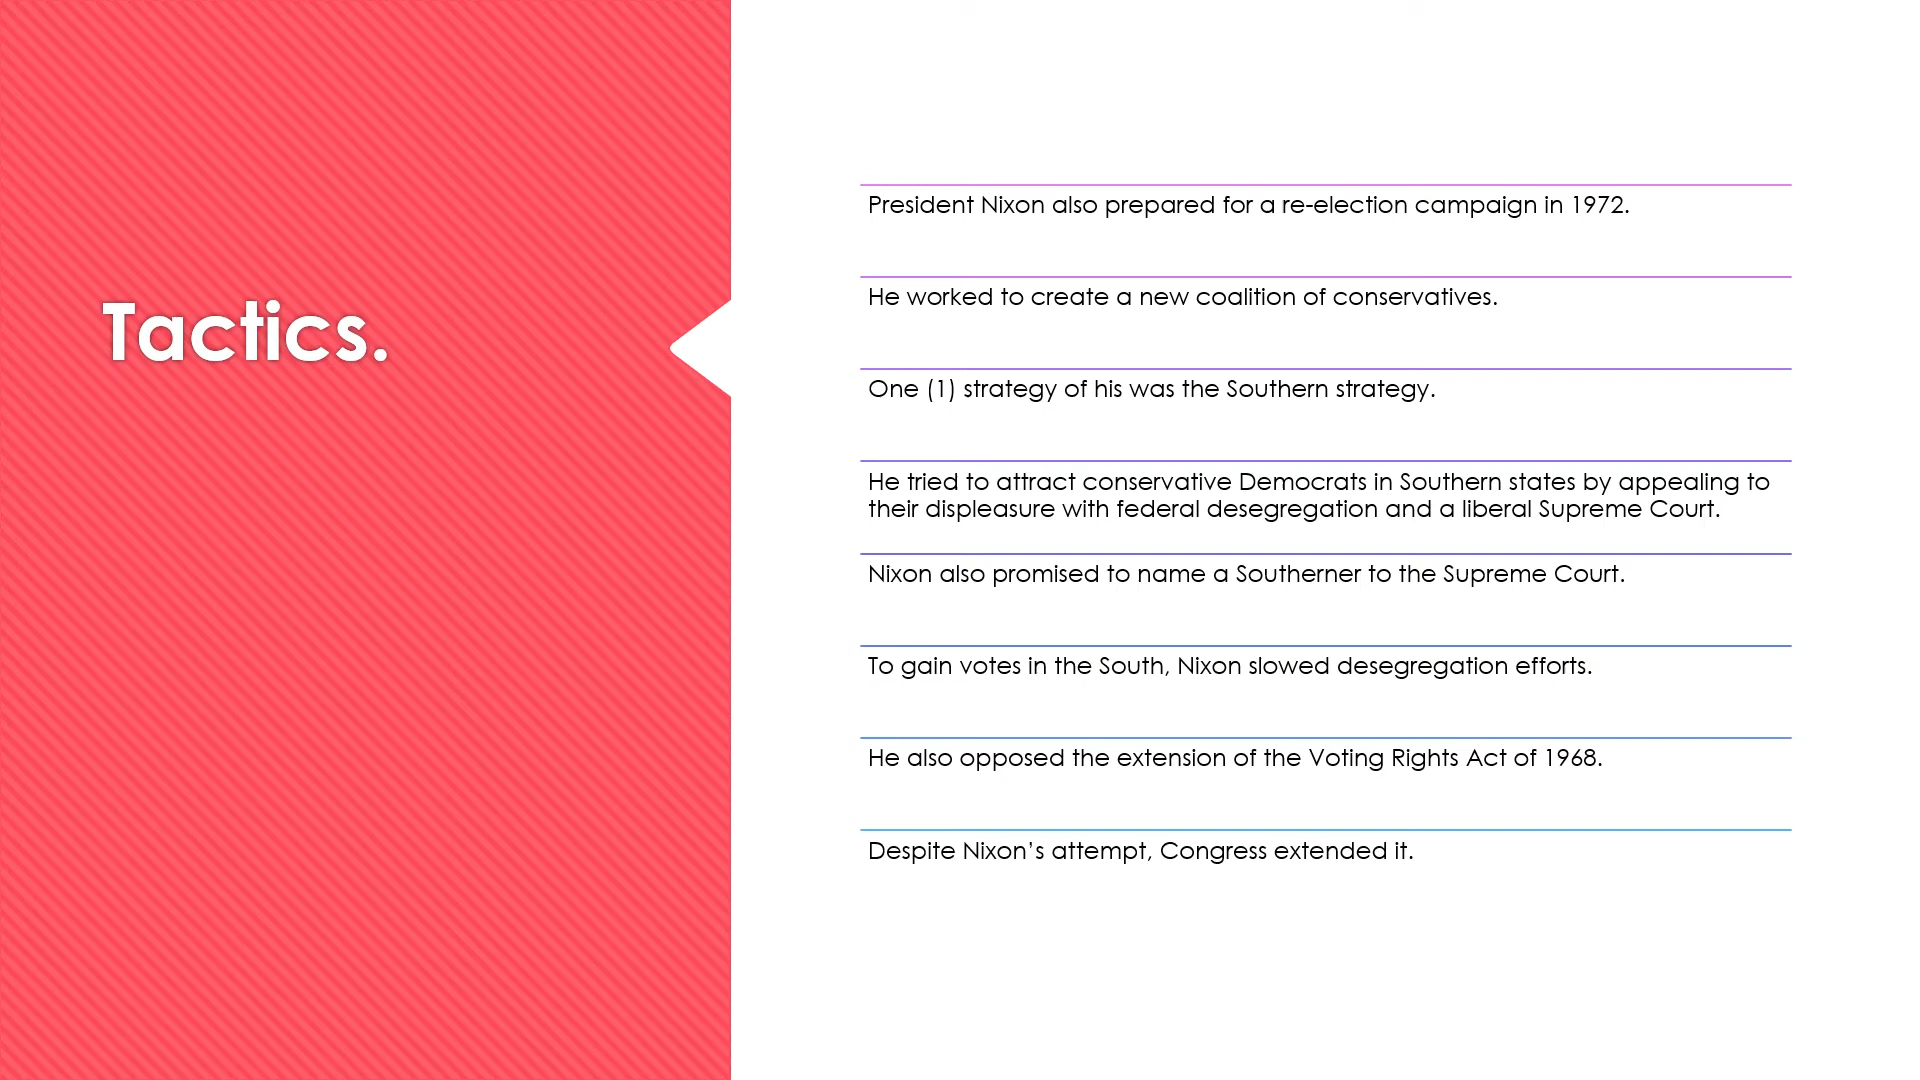 Tactics.
President Nixon also prepared for a re-election campaign in 1972.
He worked to create a new coalition of conservatives.
One (1) strategy of his was the Southern strategy.
He tried to attract conservative Democrats in Southern states by appealing to
their displeasure with federal desegregation and a liberal Supreme Court.
Nixon also promised to name a Southerner to the Supreme Court.
To gain votes in the South, Nixon slowed desegregation efforts.
He also opposed the extension of the Voting Rights Act of 1968.
Despite Nixon’s attempt, Congress extended it.